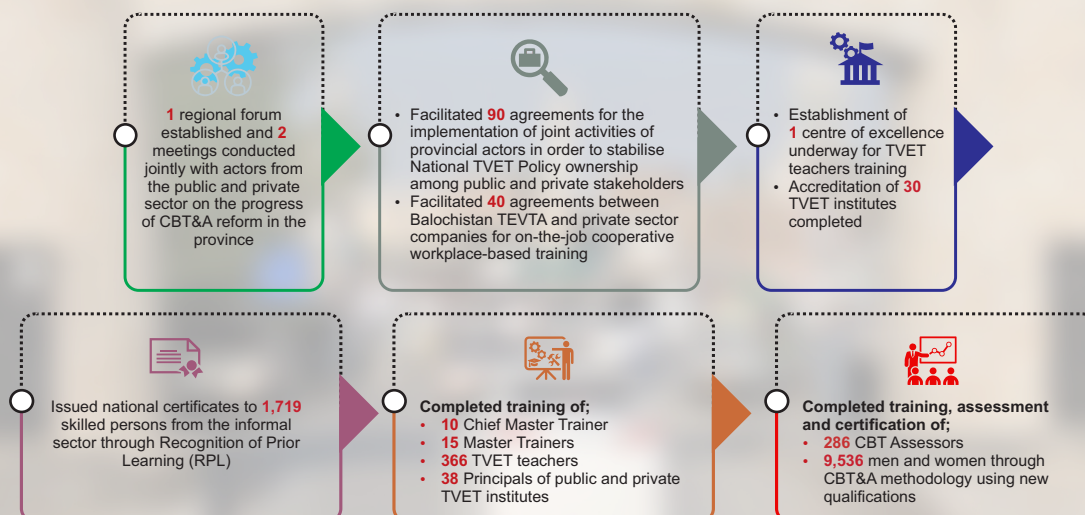 1 regional forum
established and 2
meetings conducted
jointly with actors from
the public and private
sector on the progress
of CBT&A reform in the
province
• Facilitated 90 agreements for the
implementation of joint activities of
provincial actors in order to stabilise
National TVET Policy ownership
among public and private stakeholders
• Facilitated 40 agreements between
Balochistan TEVTA and private sector
companies for on-the-job cooperative
workplace-based training
• Establishment of
1 centre of excellence
underway for TVET
teachers training
• Accreditation of 30
TVET institutes
completed
Issued national certificates to 1,719
skilled persons from the informal
sector through Recognition of Prior
Learning (RPL)
Completed training of;
• 10 Chief Master Trainer
• 15 Master Trainers
• 366 TVET teachers
• 38 Principals of public and private
TVET institutes
Completed training, assessment
and certification of;
• 286 CBT Assessors
• 9,536 men and women through
CBT&A methodology using new
qualifications